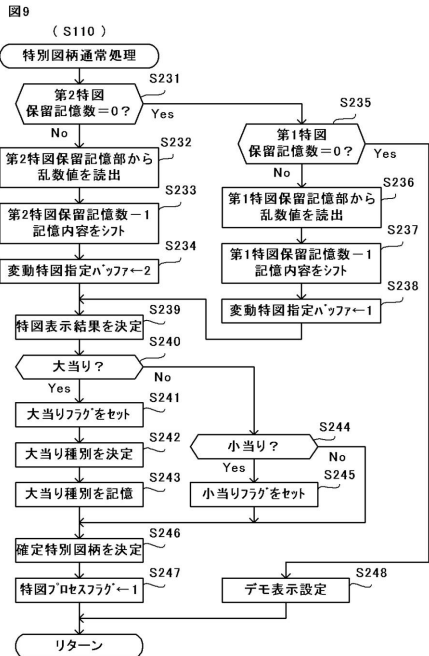 図9
(S110)
特別図柄通常処理
S231
第2特図
保留記憶数=0?
Yes
No
S232
第2特図保留記憶部から
乱数値を読出
S233
第2特図保留記憶数-1
記憶内容をシフト
S234
変動特図指定バッファ←2
S235
第1特図
保留記憶数=0?
Yes
No
S236
第1特図保留記憶部から
乱数値を読出
S237
第1特図保留記憶数-1
記憶内容をシフト
S238
変動特図指定バッファ←1
S239
特図表示結果を決定
S240
大当り?
No
Yes
S241
大当りフラグをセット
S242
大当り種別を決定
S243
大当り種別を記憶
S244
小当り?
No
Yes
S245
小当りフラグをセット
S246
確定特別図柄を決定
S247
特図プロセスフラグ←1
S248
デモ表示設定
リターン